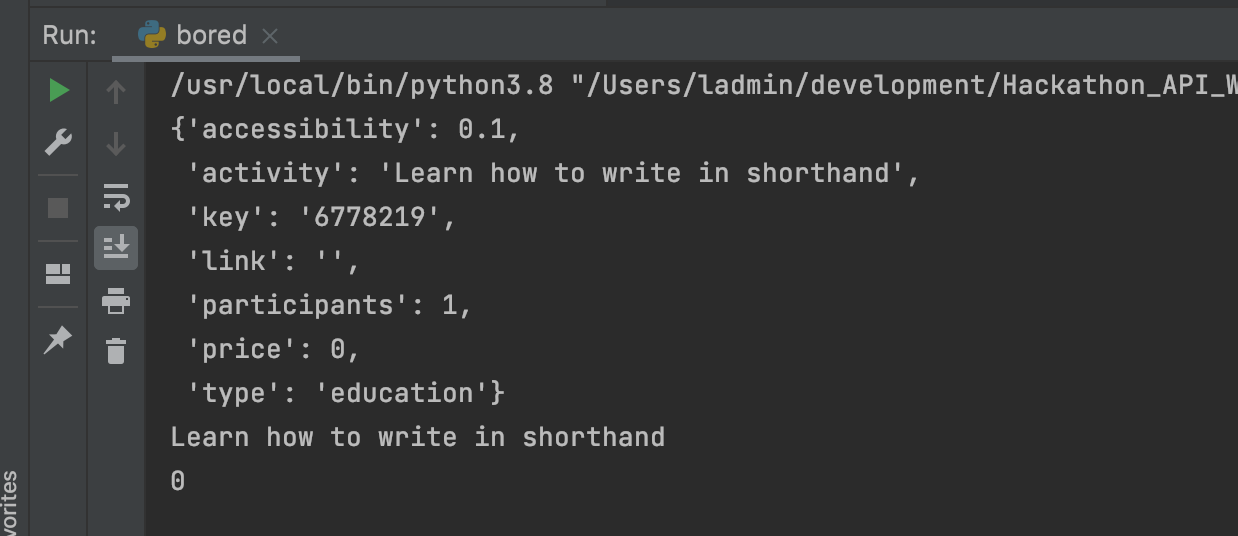 Run: bored
/usr/local/bin/python3.8 "/Users/ladmin/development/Hackathon_API_W
{'accessibility': 0.1,
 'activity': 'Learn how to write in shorthand',
 'key': '6778219',
 'link': '',
 'participants': 1,
 'price': 0,
 'type': 'education'}
Learn how to write in shorthand
0
vorites